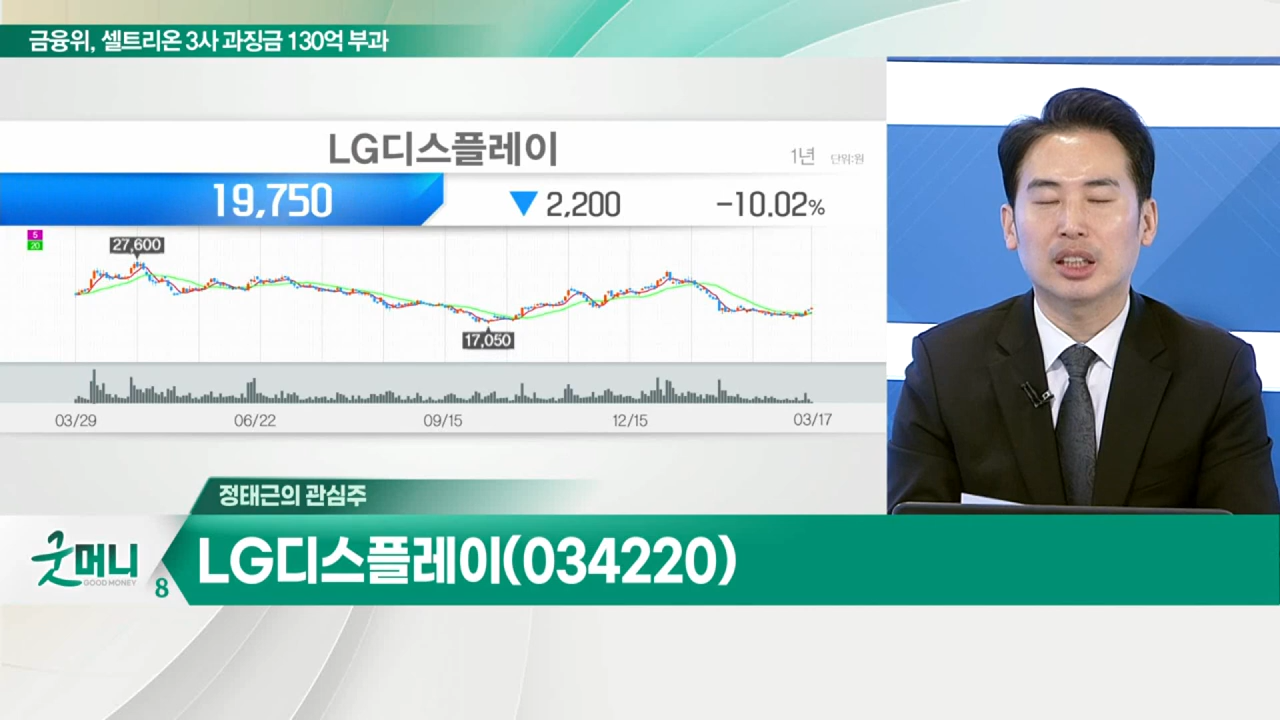 금융위, 셀트리온 3사 과징금 130억 부과
LG디스플레이
1년 단위:원
19,750 ▼ 2,200 -10.02%
5
20
27,600
17,050
03/29 06/22 09/15 12/15 03/17
정태근의 관심주
굿머니
GOOD MONEY
8
LG디스플레이(034220)